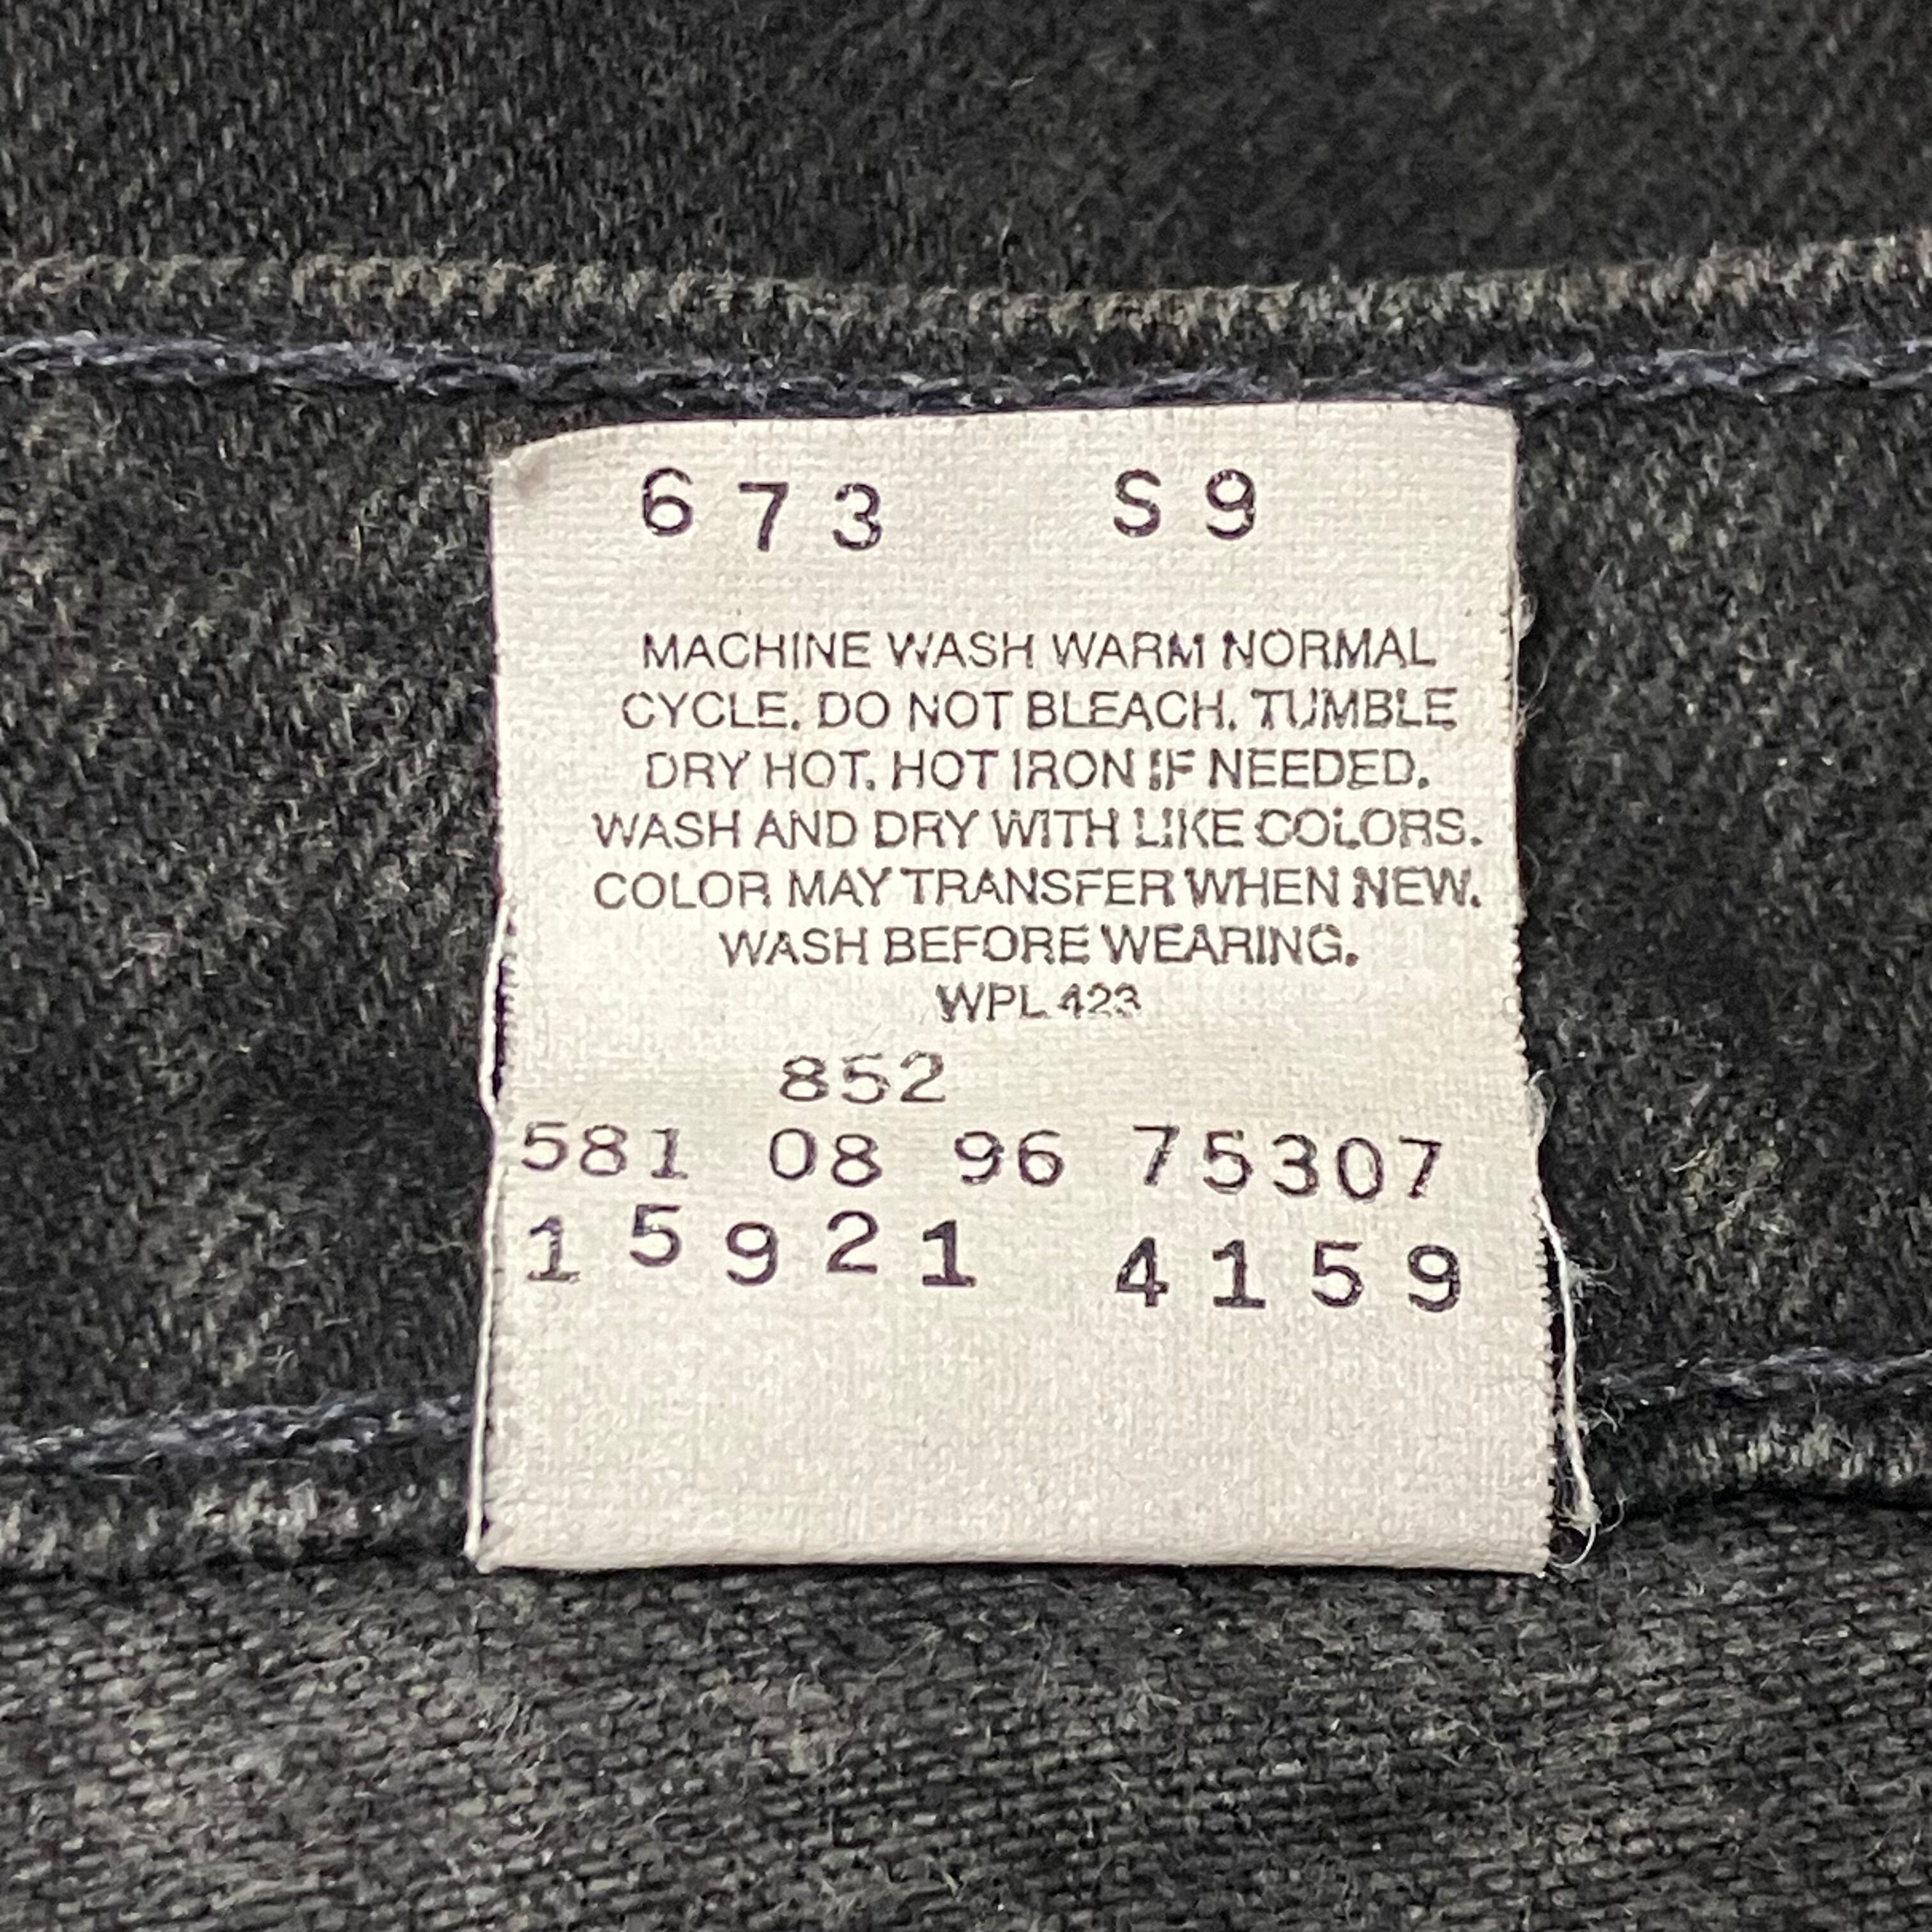 673 S9
MACHINE WASH WARM NORMAL
CYCLE. DO NOT BLEACH. TUMBLE
DRY HOT. HOT IRON IF NEEDED.
WASH AND DRY WITH LIKE COLORS.
COLOR MAY TRANSFER WHEN NEW.
WASH BEFORE WEARING.
WPL 423
852
581 08 96 75307
15921 4159